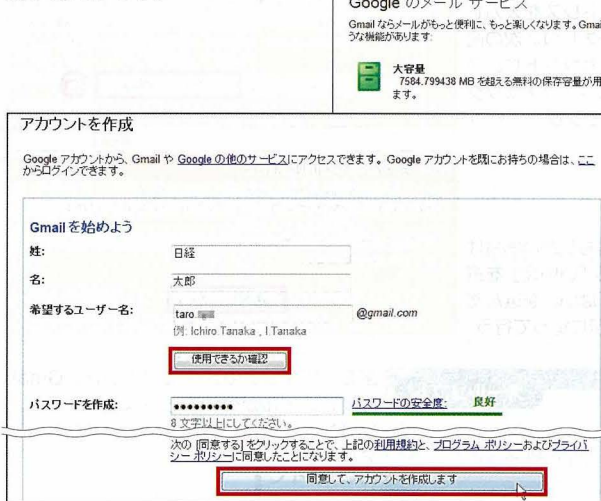 Google のメール サービス
Gmail ならメールがもっと便利に、もっと楽しくなります。Gmai
うな機能があります:
大容量
7584.799438 MB を超える無料の保存容量が用
ます。
アカウントを作成
Google アカウントから、Gmail や Google の他のサービスにアクセスできます。Google アカウントを既にお持ちの場合は、ここ
からログインできます。
Gmail を始めよう
姓: 日経
名: 太郎
希望するユーザー名: taro. @gmail.com
例: Ichiro.Tanaka , I.Tanaka
使用できるか確認
パスワードを作成: ●●●●●●●●● パスワードの安全度: 良好
8 文字以上にしてください。
次の [同意する] をクリックすることで、上記の利用規約と、プログラム ポリシーおよびプライバ
シー ポリシーに同意したことになります。
同意して、アカウントを作成します